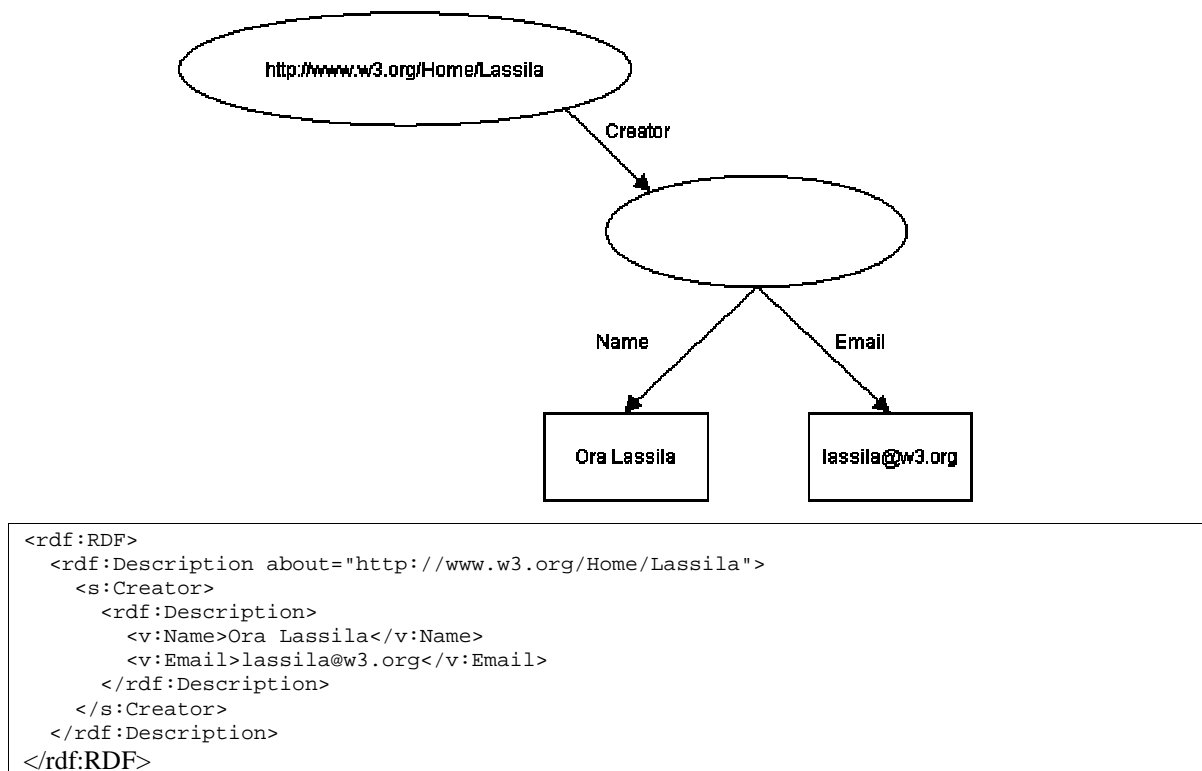 http://www.w3.org/Home/Lassila
Creator
Name
Email
Ora Lassila
lassila@w3.org
<rdf:RDF>
  <rdf:Description about="http://www.w3.org/Home/Lassila">
    <s:Creator>
      <rdf:Description>
        <v:Name>Ora Lassila</v:Name>
        <v:Email>lassila@w3.org</v:Email>
      </rdf:Description>
    </s:Creator>
  </rdf:Description>
</rdf:RDF>